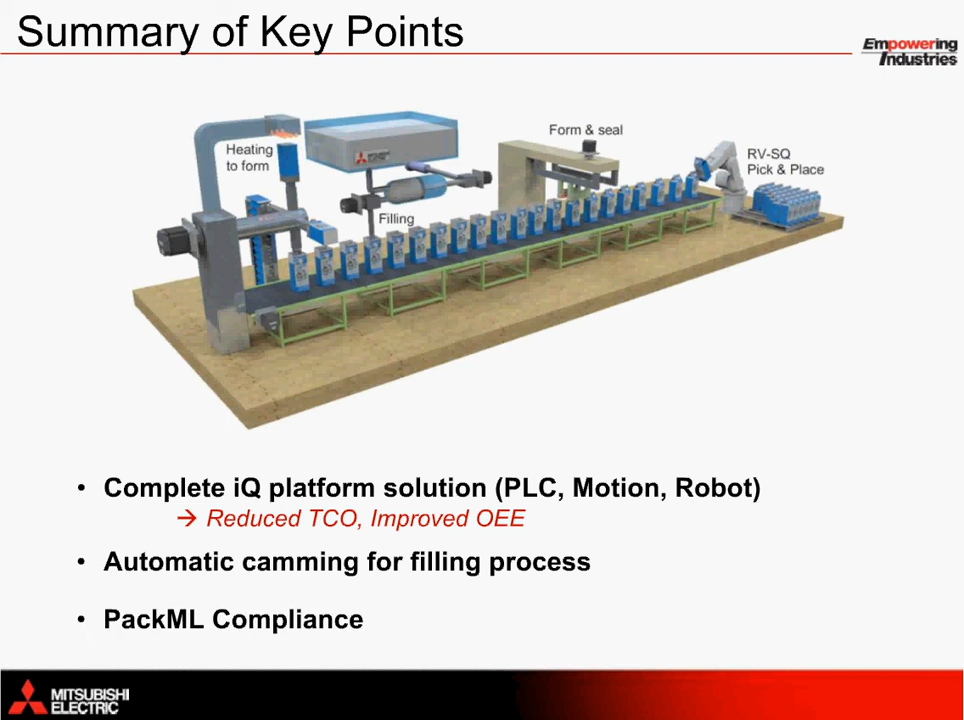 Summary of Key Points
Empowering
Industries
Heating
to form
Filling
Form & seal
RV-SQ
Pick & Place
• Complete iQ platform solution (PLC, Motion, Robot)
→ Reduced TCO, Improved OEE
• Automatic camming for filling process
• PackML Compliance
MITSUBISHI
ELECTRIC